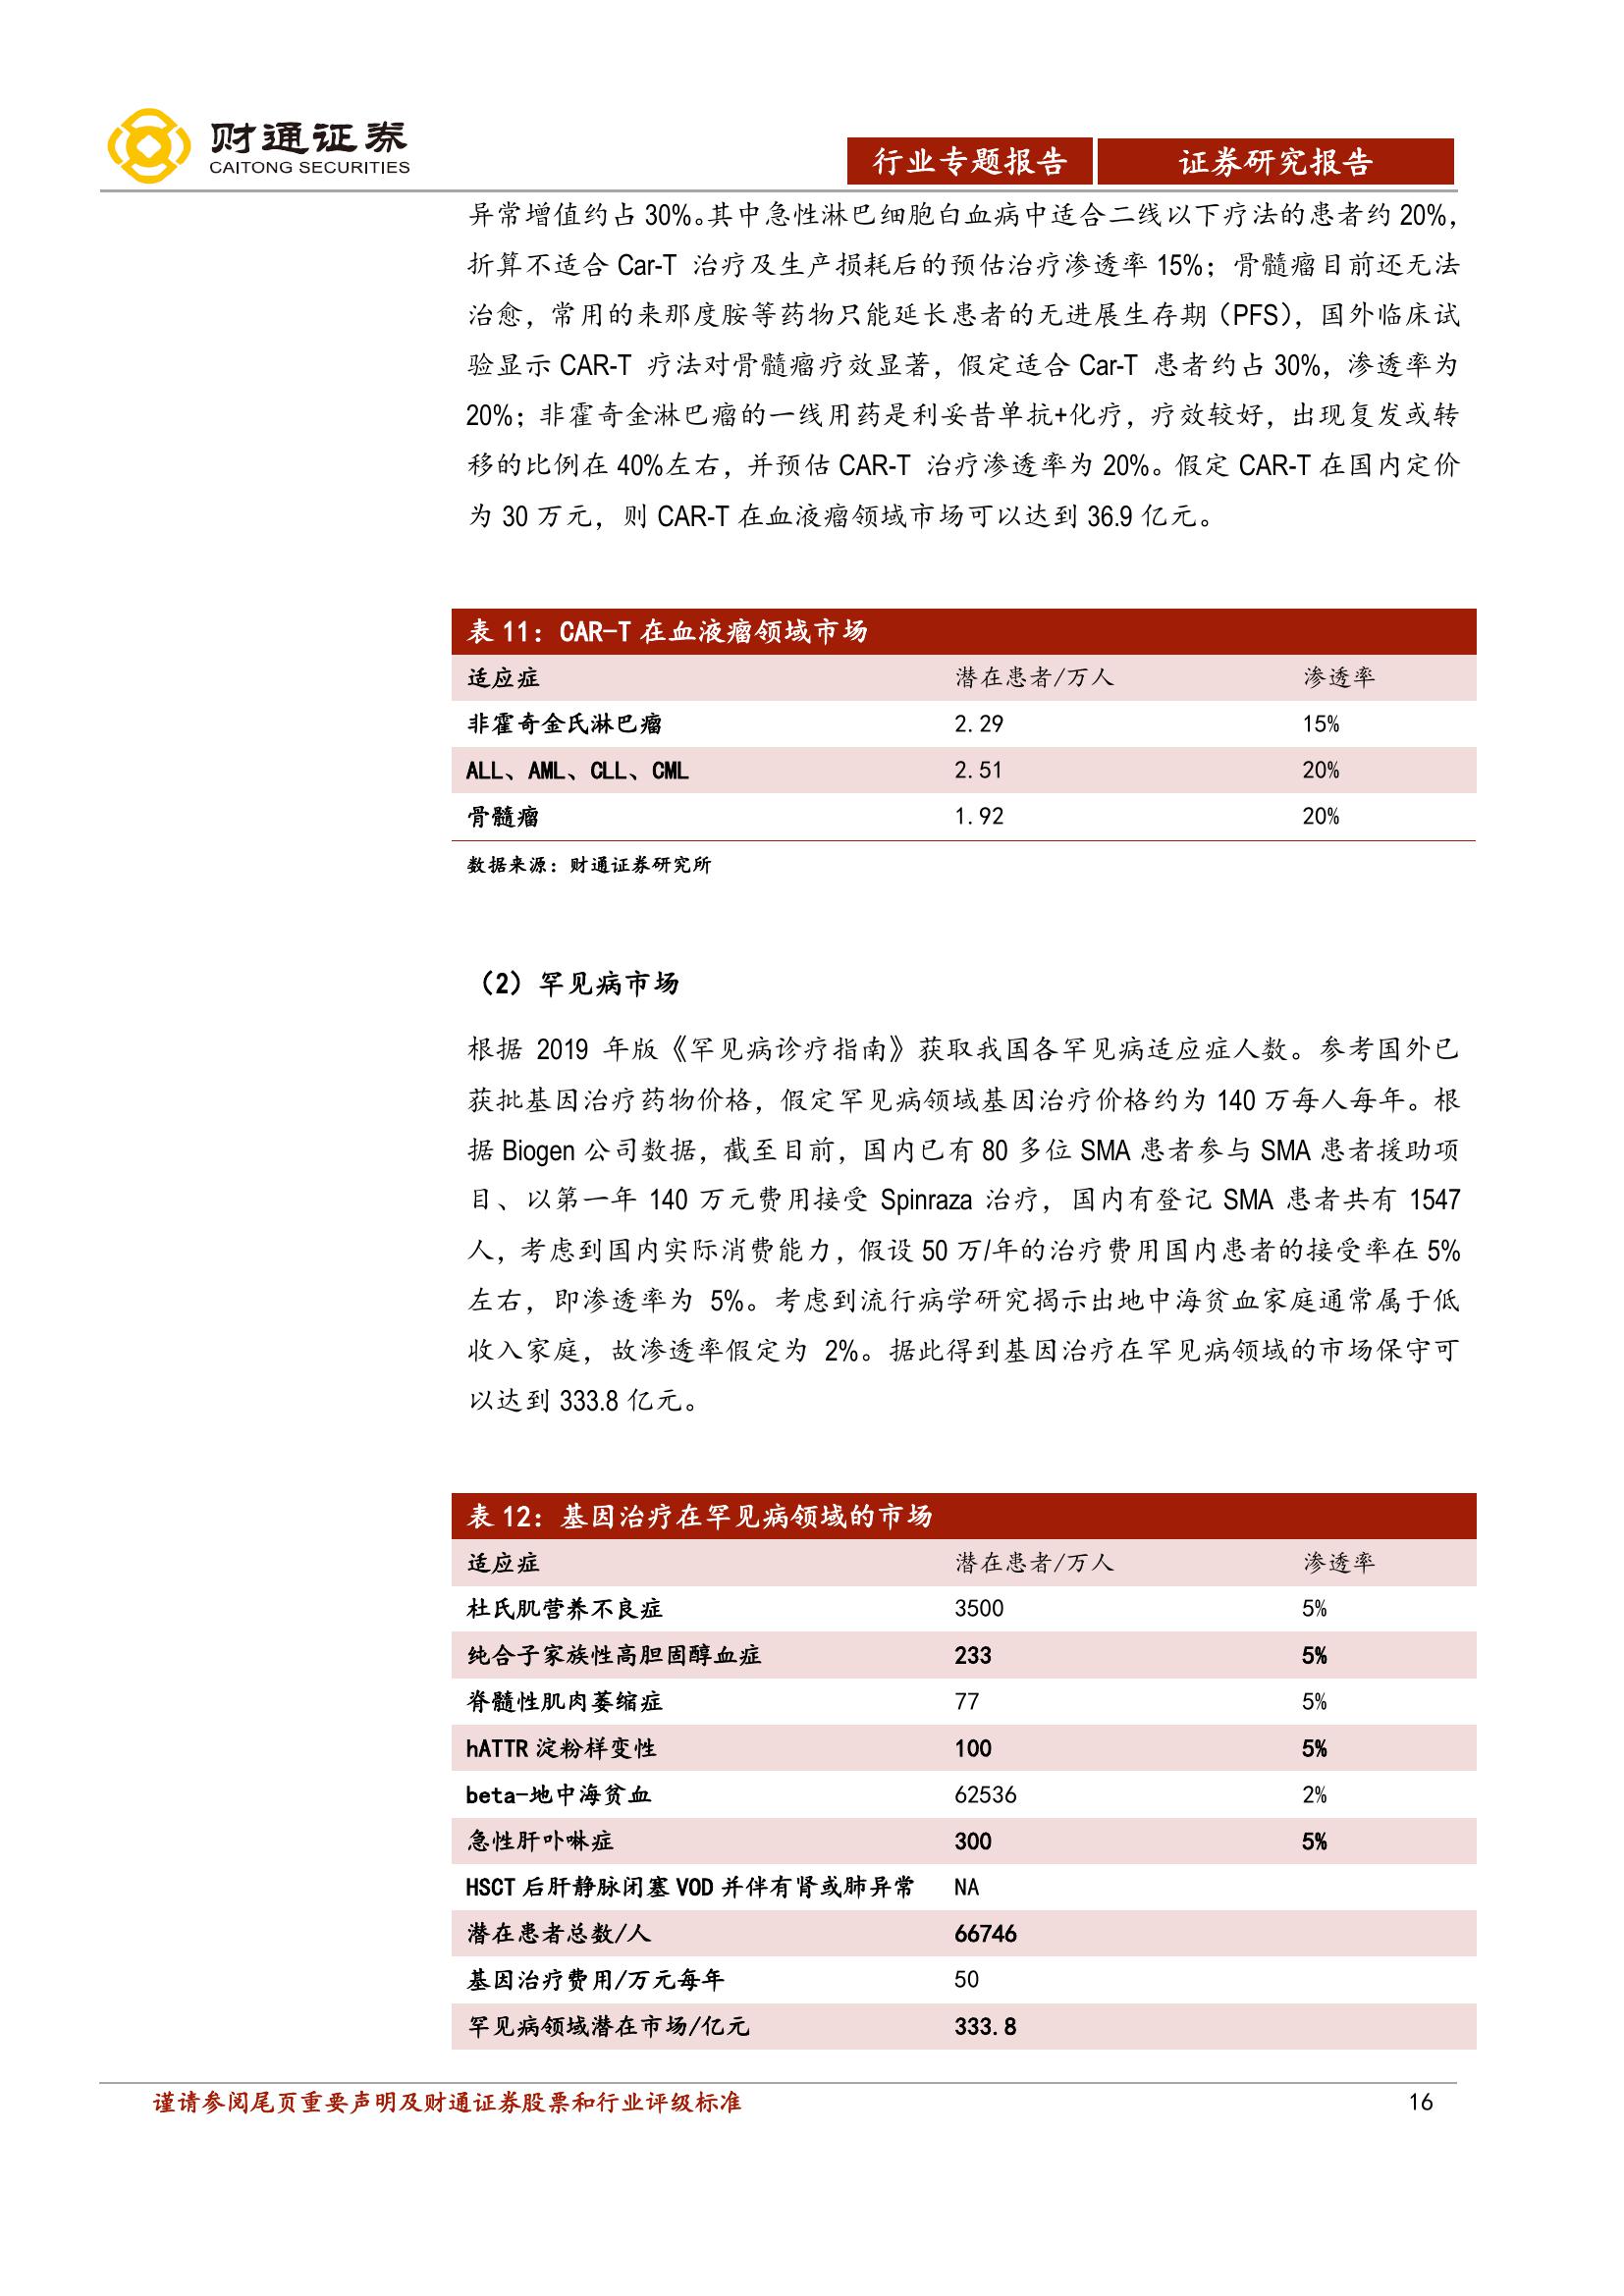 财通证券
CAITONG SECURITIES
行业专题报告
证券研究报告
异常增值约占 30%。其中急性淋巴细胞白血病中适合二线以下疗法的患者约 20%，
折算不适合 Car-T 治疗及生产损耗后的预估治疗渗透率 15%；骨髓瘤目前还无法
治愈，常用的来那度胺等药物只能延长患者的无进展生存期（PFS），国外临床试
验显示 CAR-T 疗法对骨髓瘤疗效显著，假定适合 Car-T 患者约占 30%，渗透率为
20%；非霍奇金淋巴瘤的一线用药是利妥昔单抗+化疗，疗效较好，出现复发或转
移的比例在 40%左右，并预估 CAR-T 治疗渗透率为 20%。假定 CAR-T 在国内定价
为 30 万元，则 CAR-T 在血液瘤领域市场可以达到 36.9 亿元。
表 11：CAR-T 在血液瘤领域市场
适应症 潜在患者/万人 渗透率
非霍奇金氏淋巴瘤 2.29 15%
ALL、AML、CLL、CML 2.51 20%
骨髓瘤 1.92 20%
数据来源：财通证券研究所
（2）罕见病市场
根据 2019 年版《罕见病诊疗指南》获取我国各罕见病适应症人数。参考国外已
获批基因治疗药物价格，假定罕见病领域基因治疗价格约为 140 万每人每年。根
据 Biogen 公司数据，截至目前，国内已有 80 多位 SMA 患者参与 SMA 患者援助项
目、以第一年 140 万元费用接受 Spinraza 治疗，国内有登记 SMA 患者共有 1547
人，考虑到国内实际消费能力，假设 50 万/年的治疗费用国内患者的接受率在 5%
左右，即渗透率为 5%。考虑到流行病学研究揭示出地中海贫血家庭通常属于低
收入家庭，故渗透率假定为 2%。据此得到基因治疗在罕见病领域的市场保守可
以达到 333.8 亿元。
表 12：基因治疗在罕见病领域的市场
适应症 潜在患者/万人 渗透率
杜氏肌营养不良症 3500 5%
纯合子家族性高胆固醇血症 233 5%
脊髓性肌肉萎缩症 77 5%
hATTR 淀粉样变性 100 5%
beta-地中海贫血 62536 2%
急性肝卟啉症 300 5%
HSCT 后肝静脉闭塞 VOD 并伴有肾或肺异常 NA
潜在患者总数/人 66746
基因治疗费用/万元每年 50
罕见病领域潜在市场/亿元 333.8
谨请参阅尾页重要声明及财通证券股票和行业评级标准 16